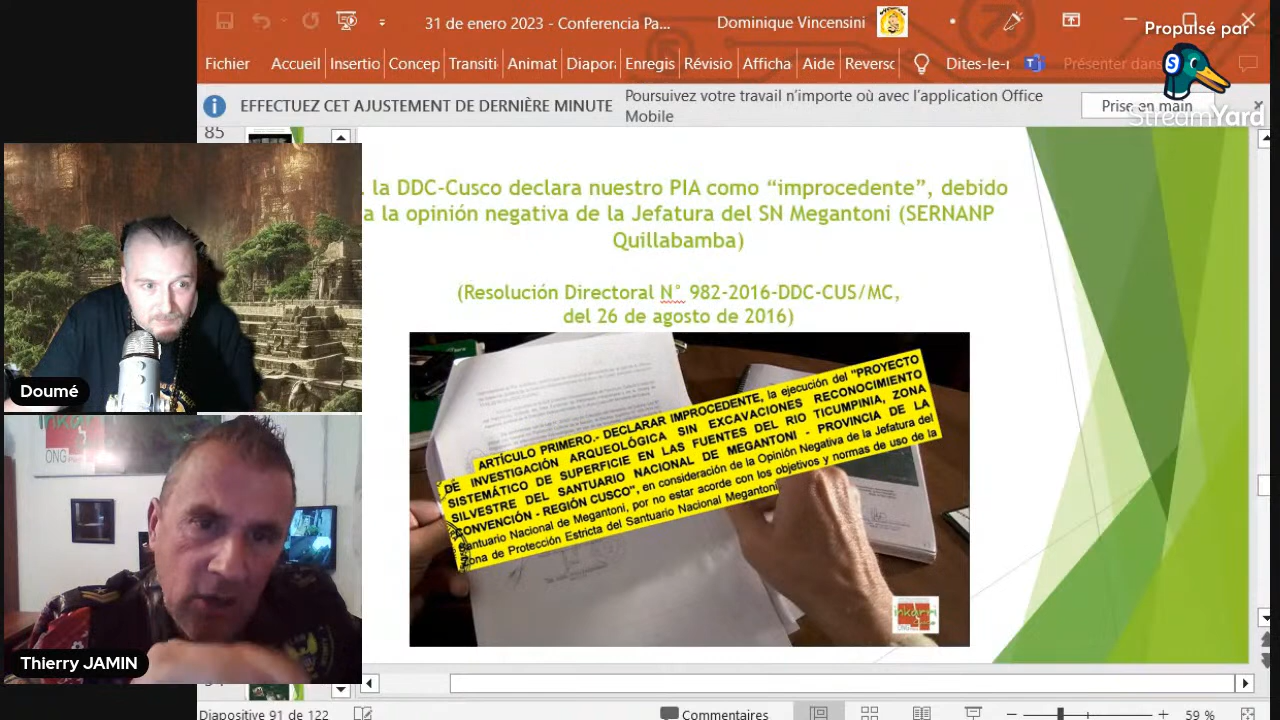 31 de enero 2023 - Conferencia Pa...
Dominique Vincensini
Propulsé par
StreamYard
Fichier Accueil Insertio Concep Transiti Animat Diapora Enregis Révisio Afficha Aide Reversc Dites-le-r Présenter dans
EFFECTUEZ CET AJUSTEMENT DE DERNIÈRE MINUTE
Poursuivez votre travail n'importe où avec l'application Office
Mobile
Prise en main
85
la DDC-Cusco declara nuestro PIA como “improcedente”, debido
a la opinión negativa de la Jefatura del SN Megantoni (SERNANP
Quillabamba)
(Resolución Directoral N° 982-2016-DDC-CUS/MC,
del 26 de agosto de 2016)
ARTÍCULO PRIMERO.- DECLARAR IMPROCEDENTE, la ejecución del "PROYECTO
DE INVESTIGACIÓN ARQUEOLÓGICA SIN EXCAVACIONES RECONOCIMIENTO
SISTEMÁTICO DE SUPERFICIE EN LAS FUENTES DEL RIO TICUMPINIA, ZONA
SILVESTRE DEL SANTUARIO NACIONAL DE MEGANTONI - PROVINCIA DE LA
CONVENCIÓN - REGIÓN CUSCO", en consideración de la Opinión Negativa de la Jefatura del
Santuario Nacional de Megantoni, por no estar acorde con los objetivos y normas de uso de la
Zona de Protección Estricta del Santuario Nacional Megantoni
inkarri
ONG
Doumé
ONG
Thierry JAMIN
Diapositive 91 de 122
Commentaires
59 %